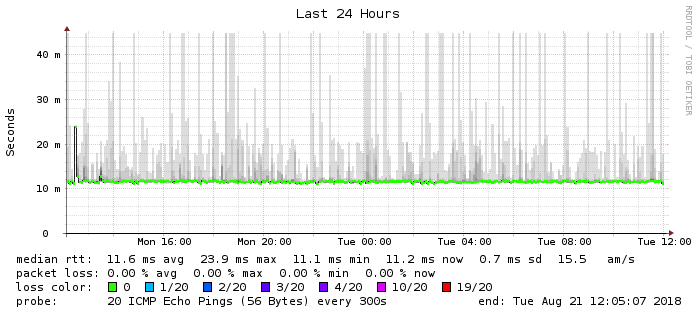 Last 24 Hours
RRDTOOL / TOBI OETIKER
Seconds
40 m
30 m
20 m
10 m
0
Mon 16:00 Mon 20:00 Tue 00:00 Tue 04:00 Tue 08:00 Tue 12:00
median rtt: 11.6 ms avg 23.9 ms max 11.1 ms min 11.2 ms now 0.7 ms sd 15.5 am/s
packet loss: 0.00 % avg 0.00 % max 0.00 % min 0.00 % now
loss color: 0 1/20 2/20 3/20 4/20 10/20 19/20
probe: 20 ICMP Echo Pings (56 Bytes) every 300s end: Tue Aug 21 12:05:07 2018